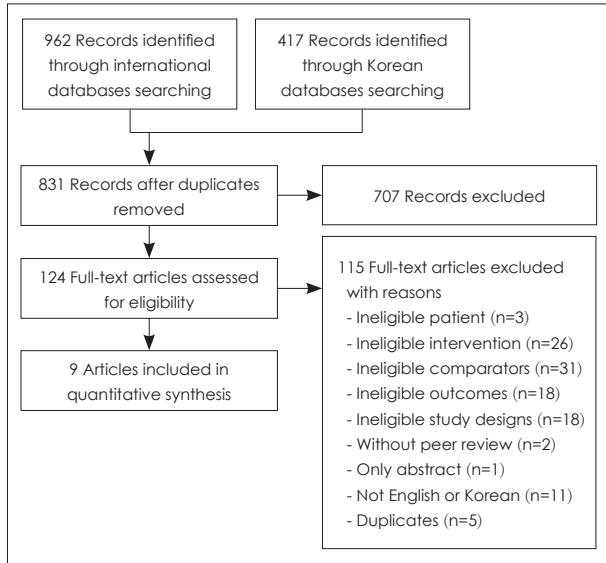 962 Records identified
through international
databases searching
417 Records identified
through Korean
databases searching
831 Records after duplicates
removed
707 Records excluded
124 Full-text articles assessed
for eligibility
115 Full-text articles excluded
with reasons
- Ineligible patient (n=3)
- Ineligible intervention (n=26)
- Ineligible comparators (n=31)
- Ineligible outcomes (n=18)
- Ineligible study designs (n=18)
- Without peer review (n=2)
- Only abstract (n=1)
- Not English or Korean (n=11)
- Duplicates (n=5)
9 Articles included in
quantitative synthesis